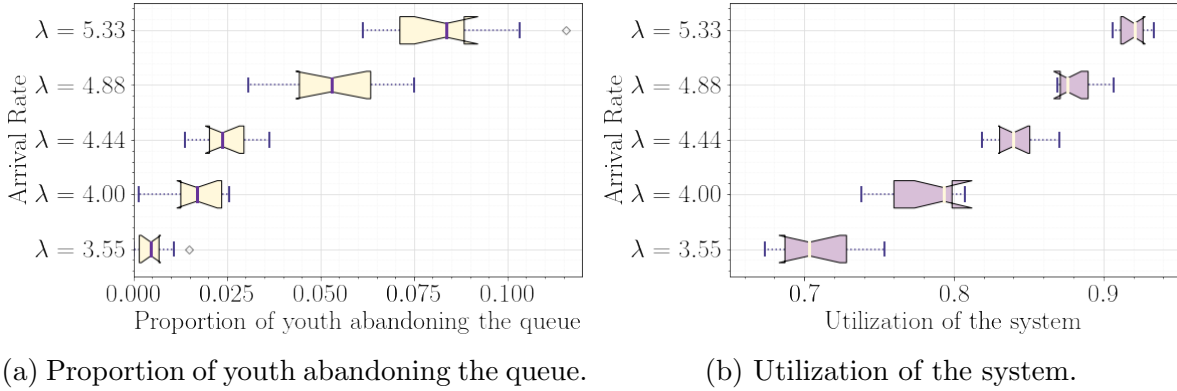 λ = 5.33
λ = 4.88
λ = 4.44
λ = 4.00
λ = 3.55
Arrival Rate
0.000 0.025 0.050 0.075 0.100
Proportion of youth abandoning the queue
(a) Proportion of youth abandoning the queue.
λ = 5.33
λ = 4.88
λ = 4.44
λ = 4.00
λ = 3.55
Arrival Rate
0.7 0.8 0.9
Utilization of the system
(b) Utilization of the system.